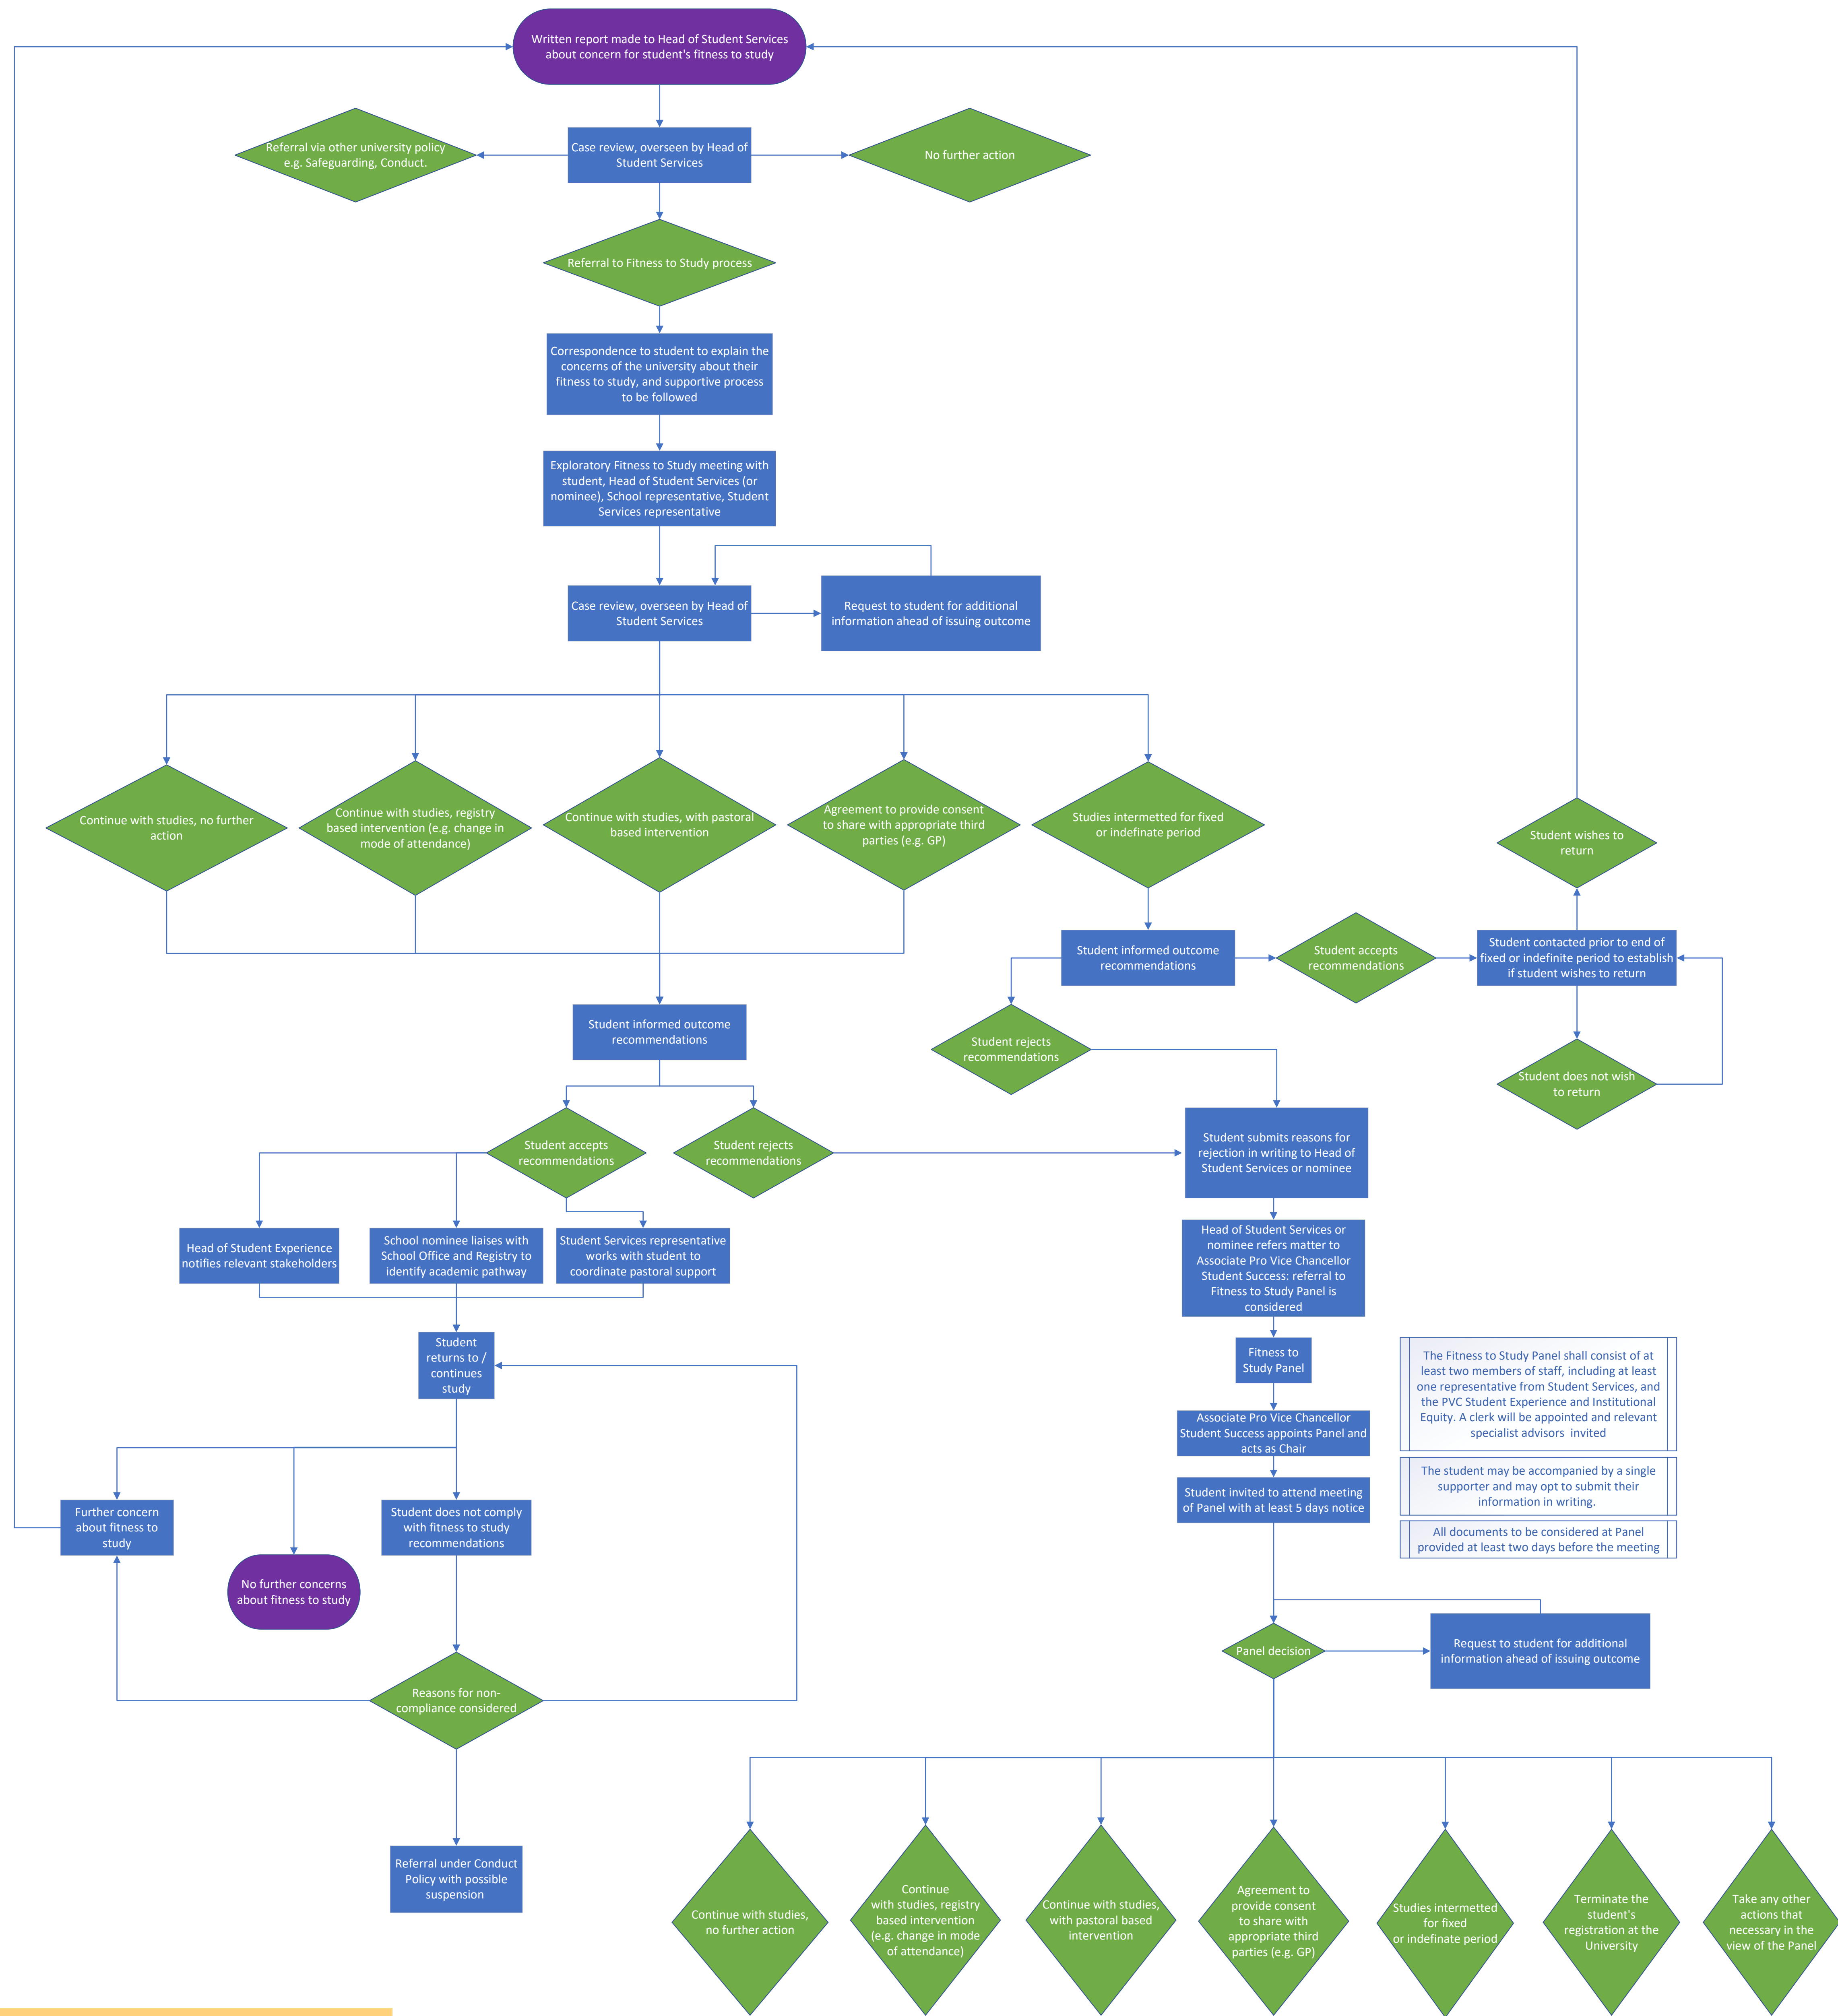 Written report made to Head of Student Services
about concern for student's fitness to study
Referral via other university policy
e.g. Safeguarding, Conduct.
Case review, overseen by Head of
Student Services
No further action
Referral to Fitness to Study process
Correspondence to student to explain the
concerns of the university about their
fitness to study, and supportive process
to be followed
Exploratory Fitness to Study meeting with
student, Head of Student Services (or
nominee), School representative, Student
Services representative
Case review, overseen by Head of
Student Services
Request to student for additional
information ahead of issuing outcome
Continue with studies, no further
action
Continue with studies, registry
based intervention (e.g. change in
mode of attendance)
Continue with studies, with pastoral
based intervention
Agreement to provide consent
to share with appropriate third
parties (e.g. GP)
Studies intermetted for fixed
or indefinate period
Student wishes to
return
Student informed outcome
recommendations
Student accepts
recommendations
Student contacted prior to end of
fixed or indefinite period to establish
if student wishes to return
Student rejects
recommendations
Student does not wish
to return
Student informed outcome
recommendations
Student accepts
recommendations
Student rejects
recommendations
Student submits reasons for
rejection in writing to Head of
Student Services or nominee
Head of Student Experience
notifies relevant stakeholders
School nominee liaises with
School Office and Registry to
identify academic pathway
Student Services representative
works with student to
coordinate pastoral support
Head of Student Services or
nominee refers matter to
Associate Pro Vice Chancellor
Student Success: referral to
Fitness to Study Panel is
considered
Student
returns to /
continues
study
Fitness to
Study Panel
The Fitness to Study Panel shall consist of at
least two members of staff, including at least
one representative from Student Services, and
the PVC Student Experience and Institutional
Equity. A clerk will be appointed and relevant
specialist advisors  invited
Associate Pro Vice Chancellor
Student Success appoints Panel and
acts as Chair
The student may be accompanied by a single
supporter and may opt to submit their
information in writing.
Student invited to attend meeting
of Panel with at least 5 days notice
All documents to be considered at Panel
provided at least two days before the meeting
Further concern
about fitness to
study
Student does not comply
with fitness to study
recommendations
No further concerns
about fitness to study
Panel decision
Request to student for additional
information ahead of issuing outcome
Reasons for non-
compliance considered
Referral under Conduct
Policy with possible
suspension
Continue with studies,
no further action
Continue
with studies, registry
based intervention
(e.g. change in mode
of attendance)
Continue with studies,
with pastoral based
intervention
Agreement to
provide consent
to share with
appropriate third
parties (e.g. GP)
Studies intermetted
for fixed
or indefinate period
Terminate the
student's
registration at the
University
Take any other
actions that
necessary in the
view of the Panel